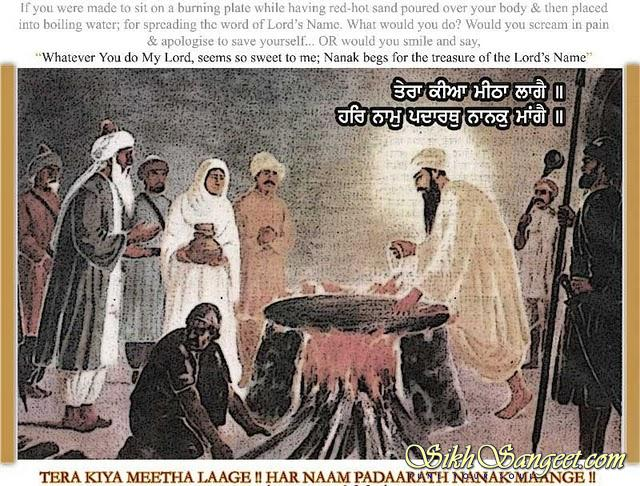 If you were made to sit on a burning plate while having red-hot sand poured over your body & then placed
into boiling water; for spreading the word of Lord's Name. What would you do? Would you scream in pain
& apologise to save yourself... OR would you smile and say,
“Whatever You do My Lord, seems so sweet to me; Nanak begs for the treasure of the Lord's Name”
ਤੇਰਾ ਕੀਆ ਮੀਠਾ ਲਾਗੈ ॥
ਹਰਿ ਨਾਮੁ ਪਦਾਰਥੁ ਨਾਨਕੁ ਮਾਂਗੈ ॥
SikhSangeet.com
TERA KIYA MEETHA LAAGE !! HAR NAAM PADAARATH NANAK MAANGE !!